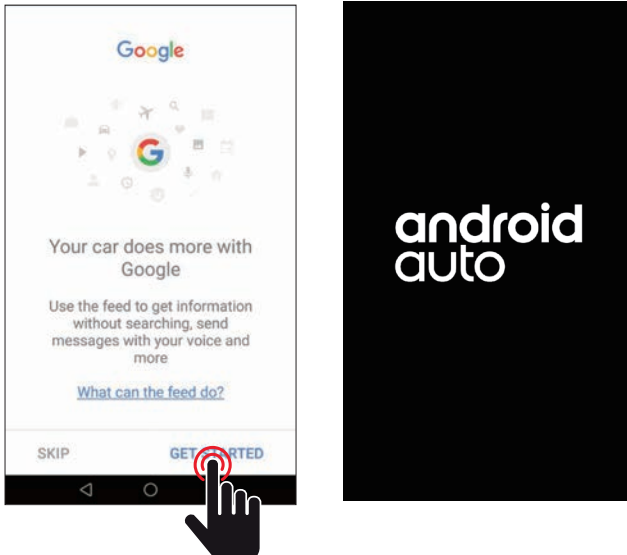 Google
G
Your car does more with
Google
Use the feed to get information
without searching, send
messages with your voice and
more
What can the feed do?
SKIP
GET STARTED
android
auto